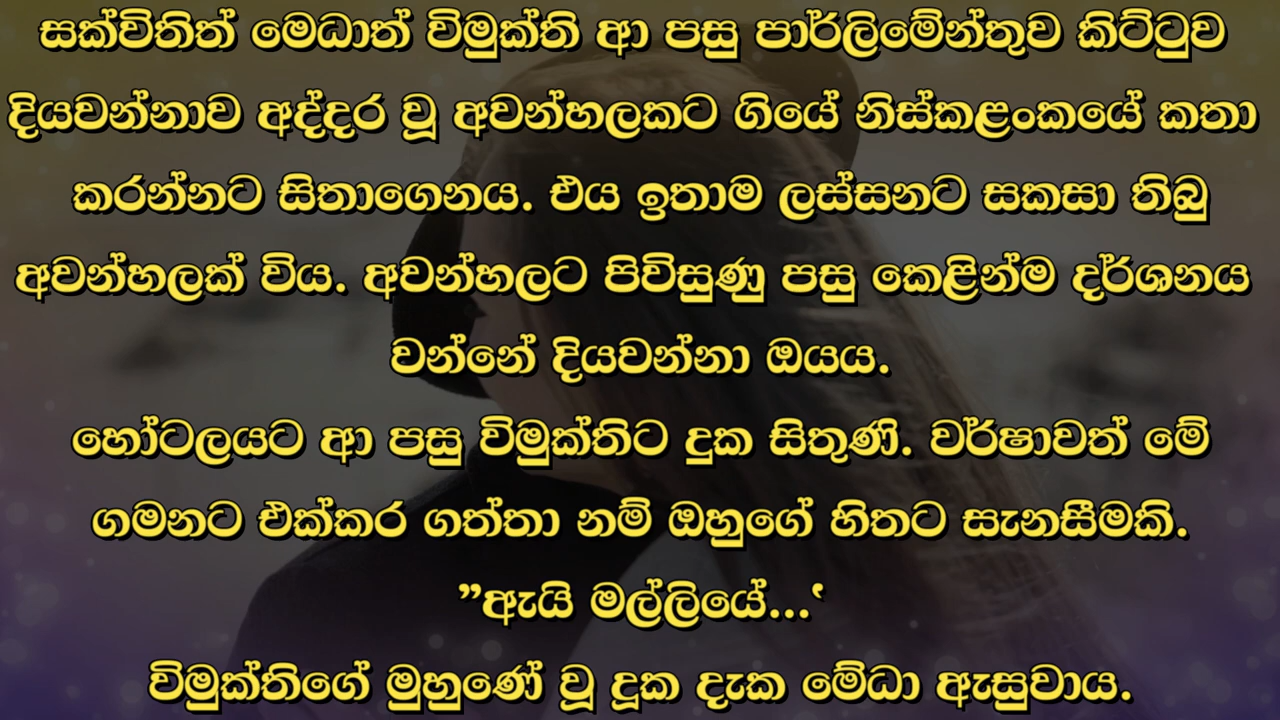 සක්විතිත් මෙධාත් විමුක්ති ආ පසු පාර්ලිමේන්තුව කිට්ටුව
දියවන්නාව අද්දර වූ අවන්හලකට ගියේ නිස්කළංකයේ කතා
කරන්නට සිතාගෙනය. එය ඉතාම ලස්සනට සකසා තිබු
අවන්හලක් විය. අවන්හලට පිවිසුණු පසු කෙළින්ම දර්ශනය
වන්නේ දියවන්නා ඔයය.
හෝටලයට ආ පසු විමුක්තිට දුක සිතුණි. වර්ෂාවත් මේ
ගමනට එක්කර ගත්තා නම් ඔහුගේ හිතට සැනසීමකි.
”ඇයි මල්ලියේ...‛
විමුක්තිගේ මුහුණේ වූ දූක දැක මේධා ඇසුවාය.